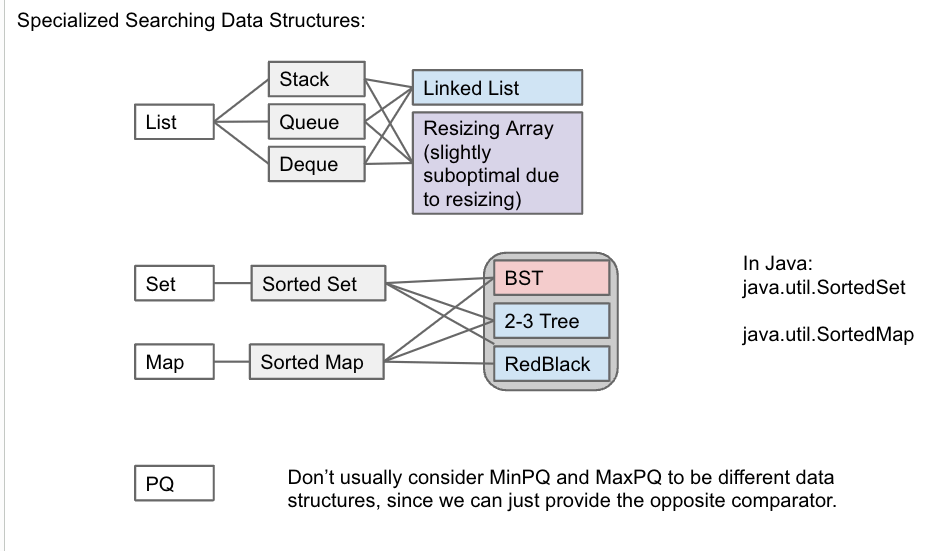 Specialized Searching Data Structures:
Stack
List
Queue
Deque
Linked List
Resizing Array
(slightly
suboptimal due
to resizing)
Set
Sorted Set
Map
Sorted Map
BST
2-3 Tree
RedBlack
In Java:
java.util.SortedSet
java.util.SortedMap
PQ
Don’t usually consider MinPQ and MaxPQ to be different data
structures, since we can just provide the opposite comparator.